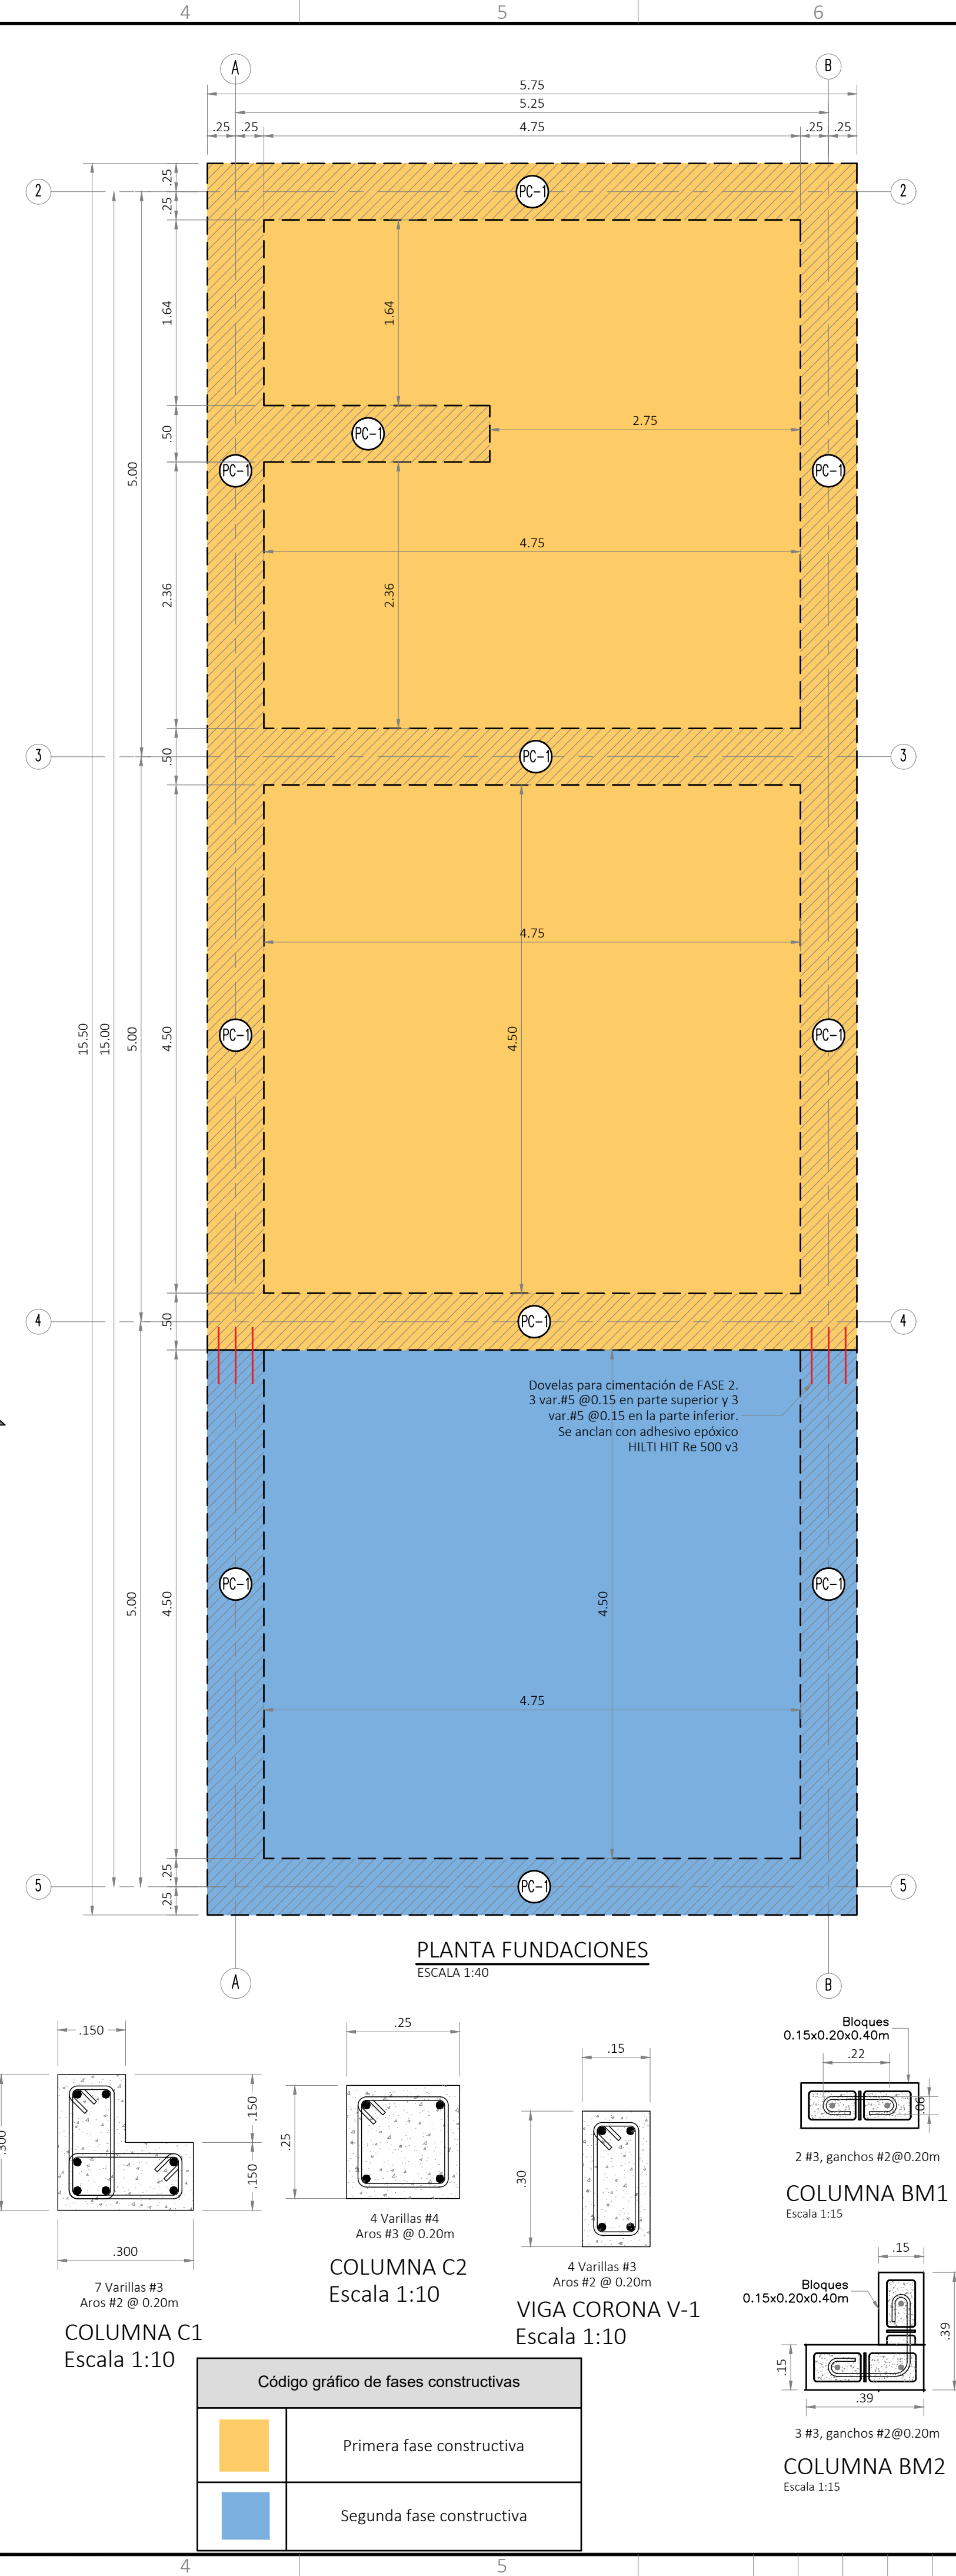 4
5
6
A
B
5.75
5.25
.25
.25
4.75
.25
.25
2
2
PC-1
.25
.25
1.64
1.64
.50
PC-1
2.75
5.00
PC-1
PC-1
4.75
2.36
2.36
3
3
.50
PC-1
4.75
15.50
15.00
5.00
4.50
PC-1
4.50
PC-1
4
4
.50
PC-1
Dovelas para cimentación de FASE 2.
3 var.#5 @0.15 en parte superior y 3
var.#5 @0.15 en la parte inferior.
Se anclan con adhesivo epóxico
HILTI HIT Re 500 v3
5.00
4.50
PC-1
4.50
PC-1
4.75
.25
.25
5
5
PC-1
PLANTA FUNDACIONES
ESCALA 1:40
A
B
.150
.300
.150
.150
.300
7 Varillas #3
Aros #2 @ 0.20m
COLUMNA C1
Escala 1:10
.25
.25
4 Varillas #4
Aros #3 @ 0.20m
COLUMNA C2
Escala 1:10
.15
.30
4 Varillas #3
Aros #2 @ 0.20m
VIGA CORONA V-1
Escala 1:10
Bloques
0.15x0.20x0.40m
.22
.06
2 #3, ganchos #2@0.20m
COLUMNA BM1
Escala 1:15
.15
Bloques
0.15x0.20x0.40m
.39
.15
.39
3 #3, ganchos #2@0.20m
COLUMNA BM2
Escala 1:15
Código gráfico de fases constructivas
Primera fase constructiva
Segunda fase constructiva
4
5